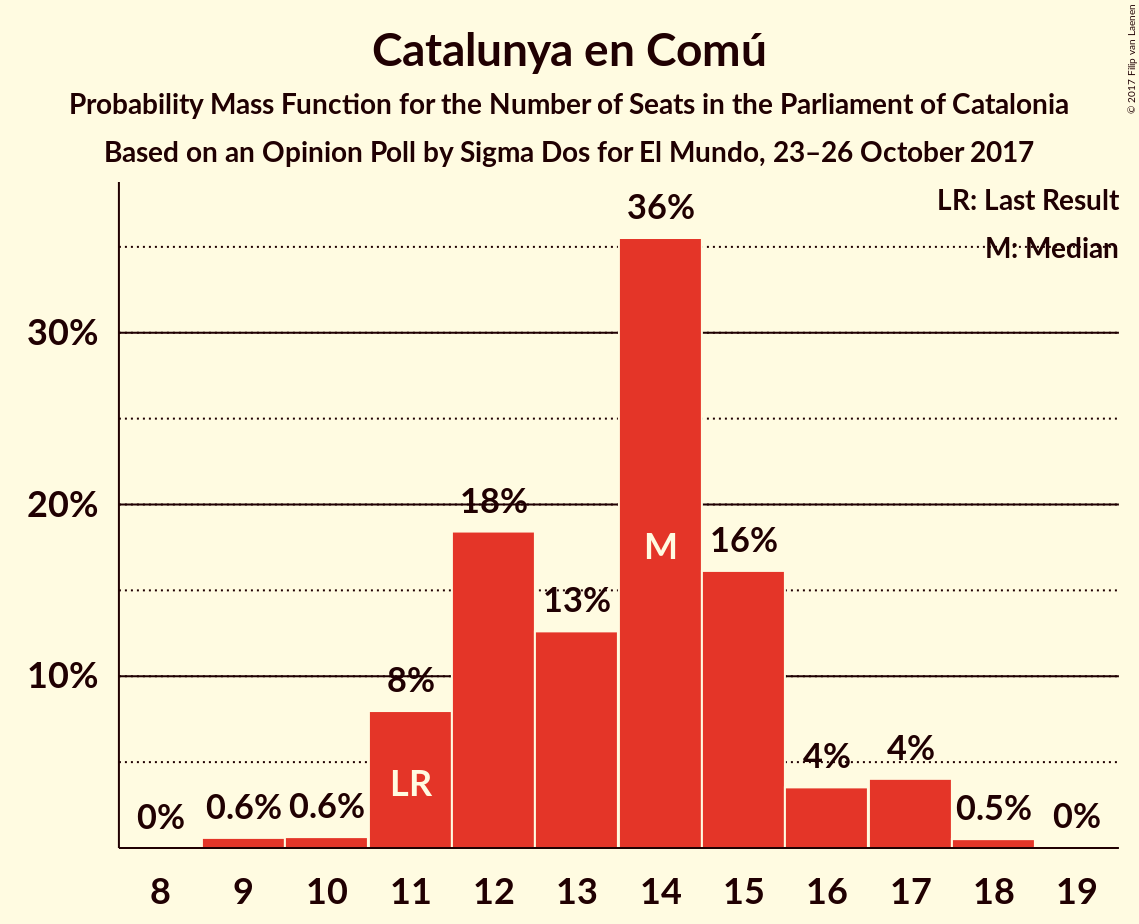 Catalunya en Comú
Probability Mass Function for the Number of Seats in the Parliament of Catalonia
Based on an Opinion Poll by Sigma Dos for El Mundo, 23–26 October 2017
© 2017 Filip van Laenen
LR: Last Result
M: Median
36%
30%
20%
18%
16%
M
13%
10%
8%
LR
4%
4%
0%
0.6%
0.6%
0.5%
0%
8 9 10 11 12 13 14 15 16 17 18 19